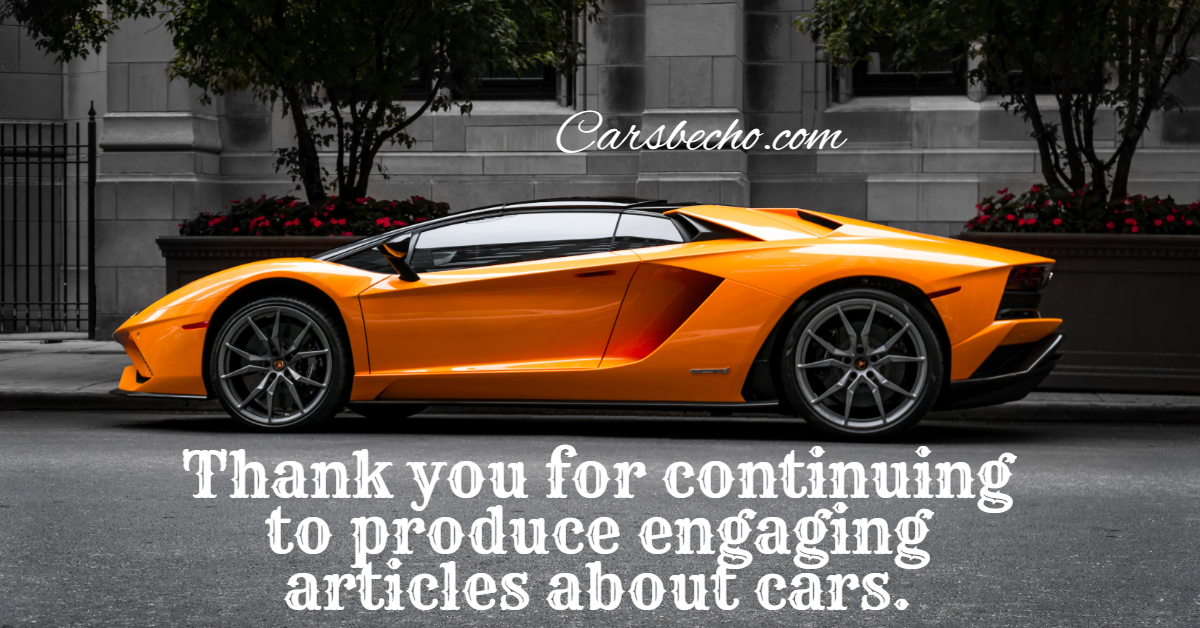 Carsbecho.com
Thank you for continuing
to produce engaging
articles about cars.